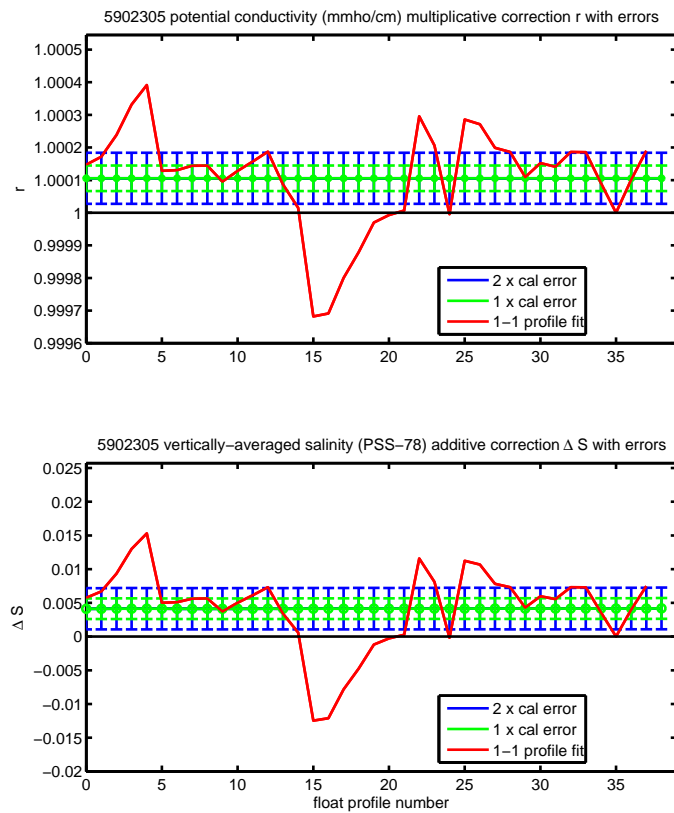 5902305 potential conductivity (mmho/cm) multiplicative correction r with errors
1.0005
1.0004
1.0003
1.0002
1.0001
1
0.9999
0.9998
0.9997
0.9996
r
0 5 10 15 20 25 30 35
2 x cal error
1 x cal error
1−1 profile fit
5902305 vertically−averaged salinity (PSS−78) additive correction Δ S with errors
0.025
0.02
0.015
0.01
0.005
0
−0.005
−0.01
−0.015
−0.02
Δ S
0 5 10 15 20 25 30 35
float profile number
2 x cal error
1 x cal error
1−1 profile fit